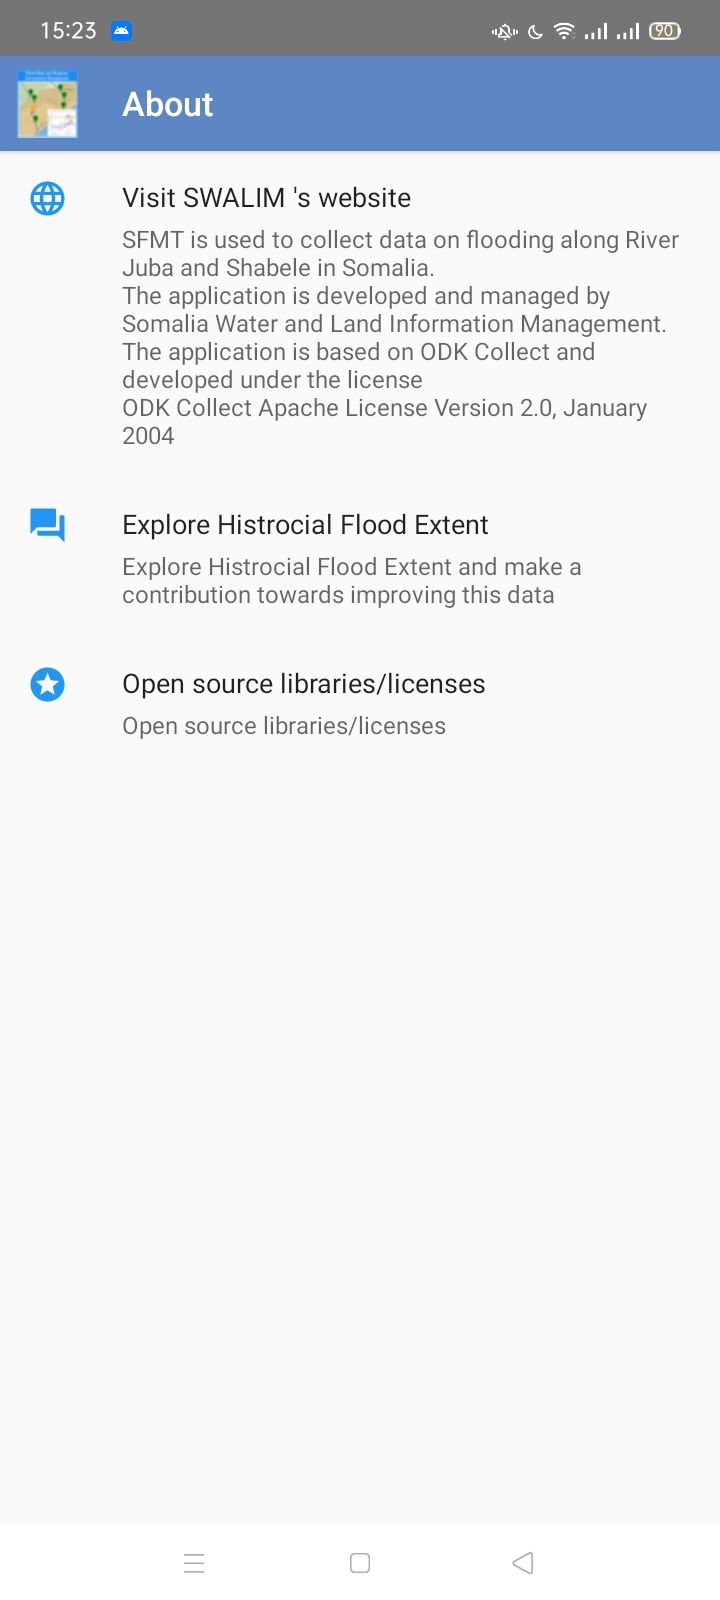 15:23
90
About
Visit SWALIM 's website
SFMT is used to collect data on flooding along River
Juba and Shabele in Somalia.
The application is developed and managed by
Somalia Water and Land Information Management.
The application is based on ODK Collect and
developed under the license
ODK Collect Apache License Version 2.0, January
2004
Explore Histrocial Flood Extent
Explore Histrocial Flood Extent and make a
contribution towards improving this data
Open source libraries/licenses
Open source libraries/licenses